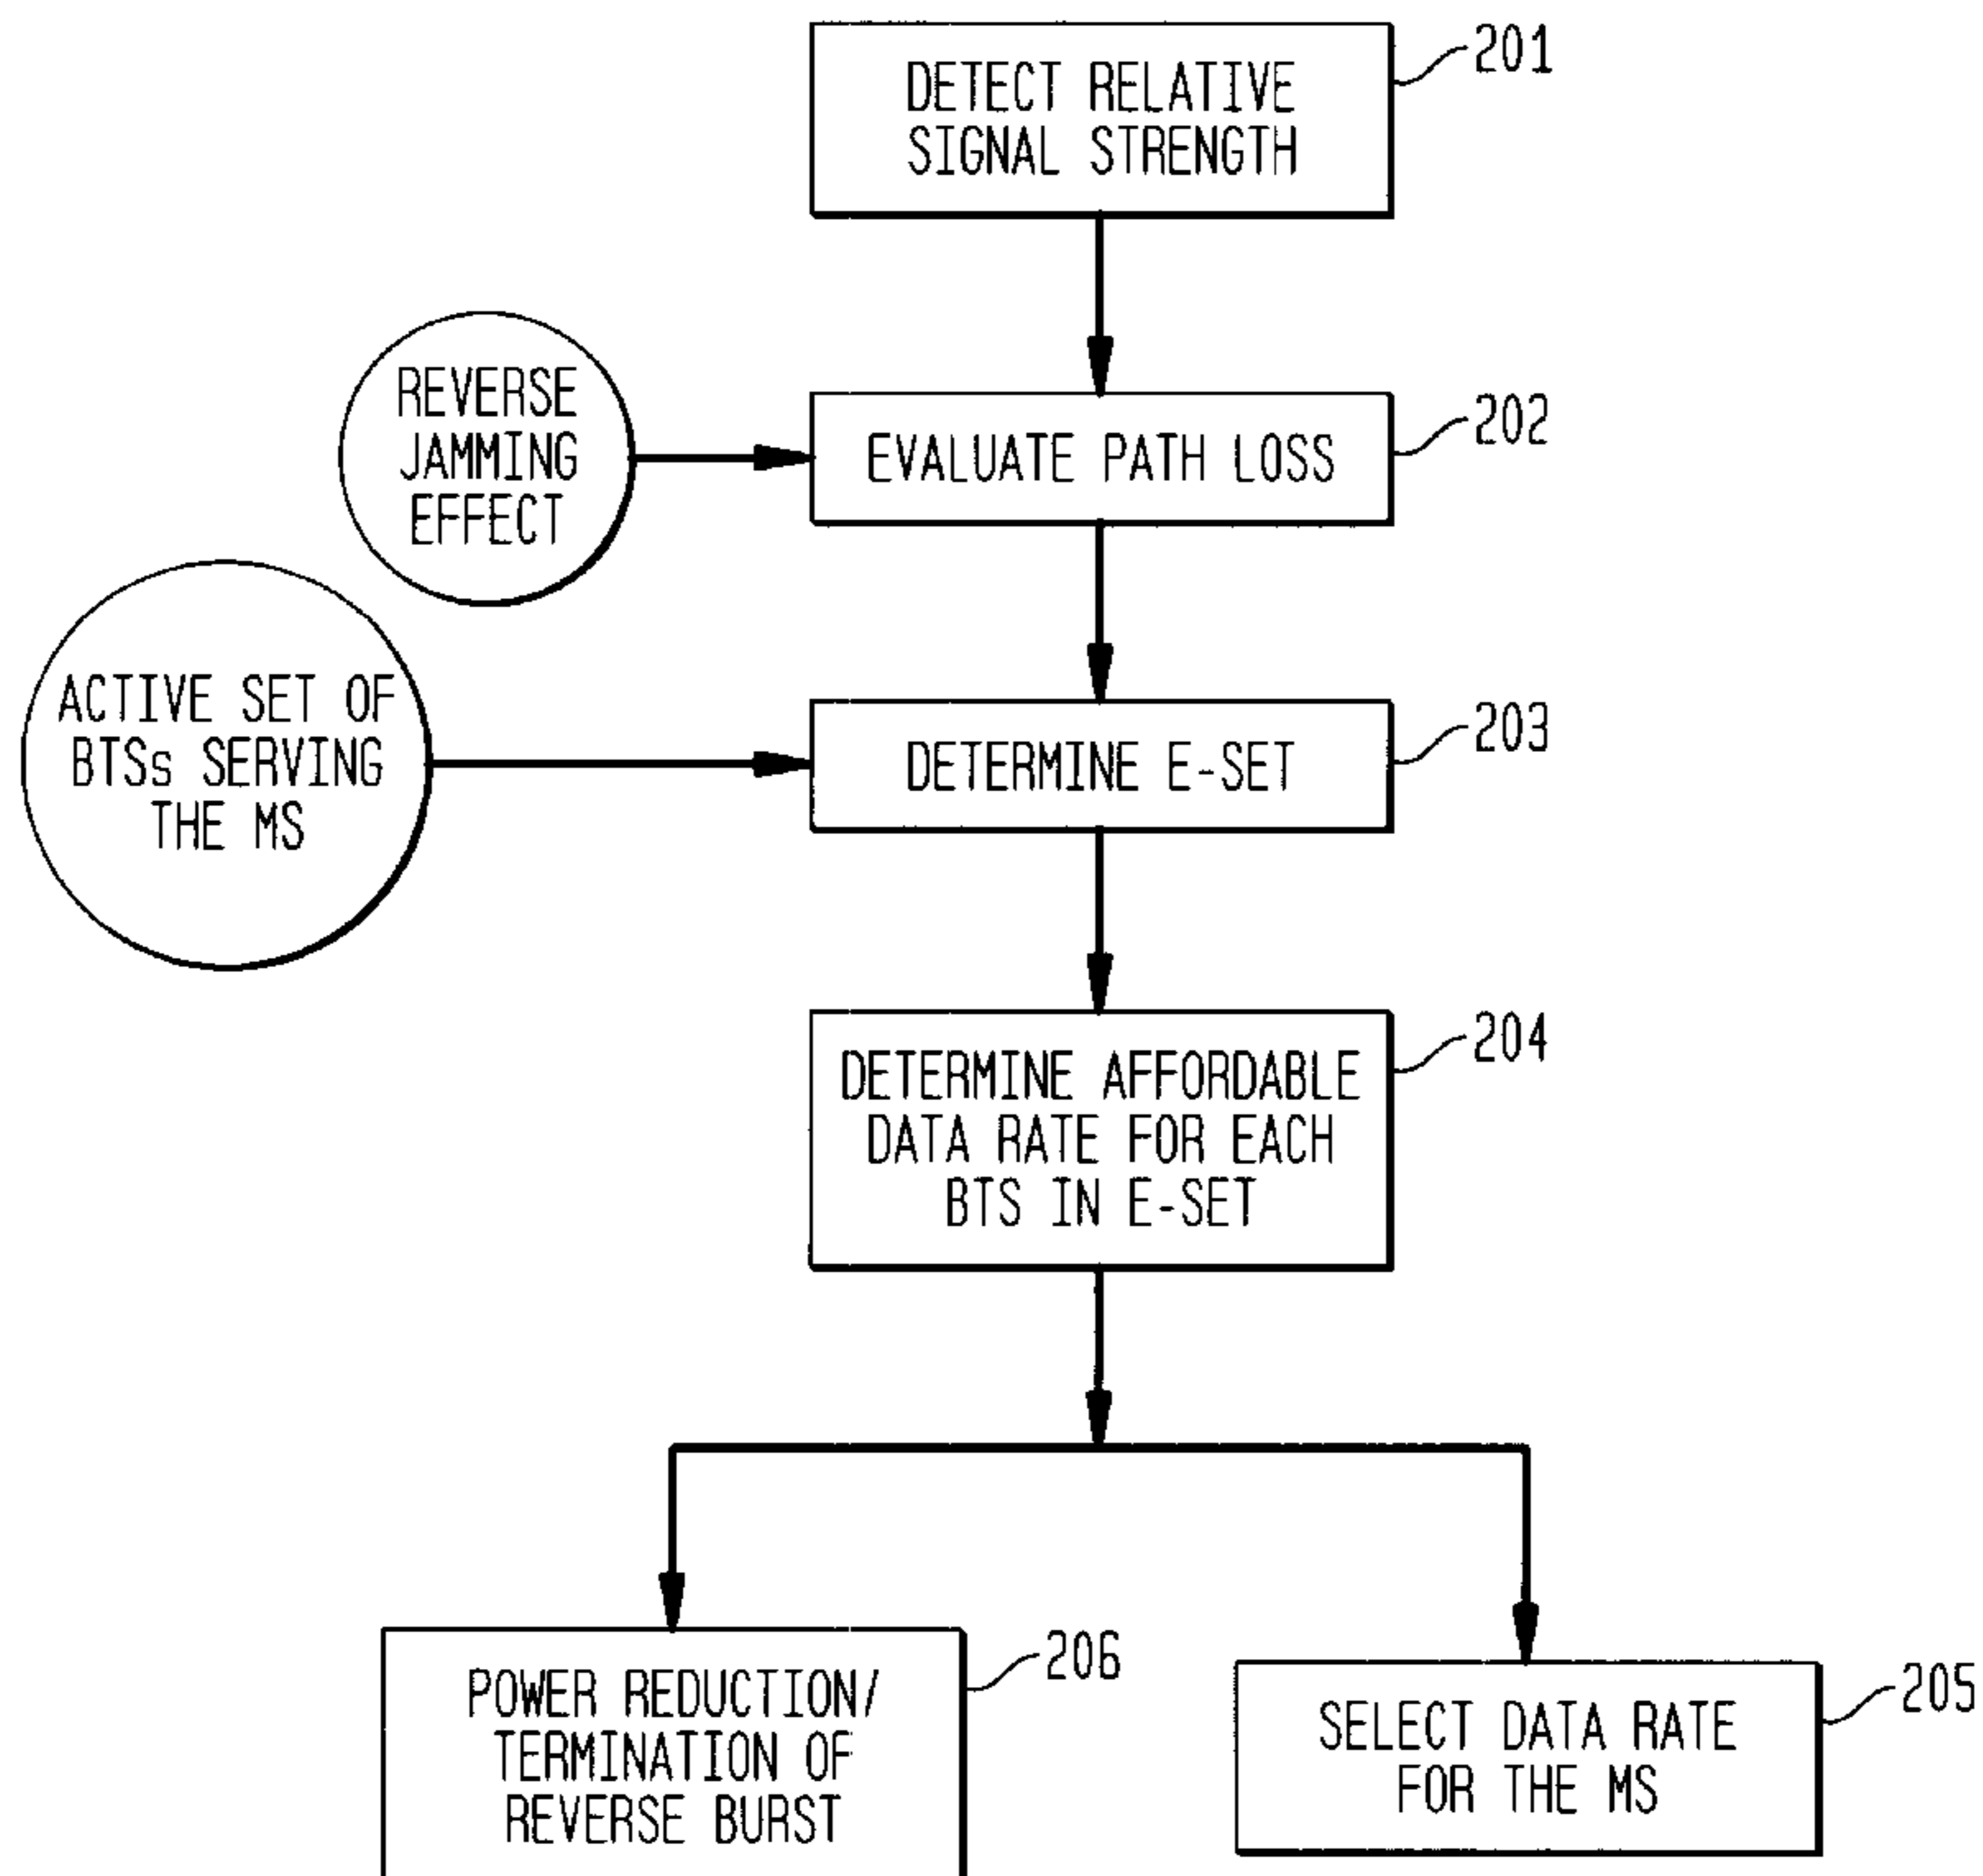 DETECT RELATIVE
SIGNAL STRENGTH
201
REVERSE
JAMMING
EFFECT
EVALUATE PATH LOSS
202
ACTIVE SET OF
BTSs SERVING
THE MS
DETERMINE E-SET
203
DETERMINE AFFORDABLE
DATA RATE FOR EACH
BTS IN E-SET
204
POWER REDUCTION/
TERMINATION OF
REVERSE BURST
206
SELECT DATA RATE
FOR THE MS
205